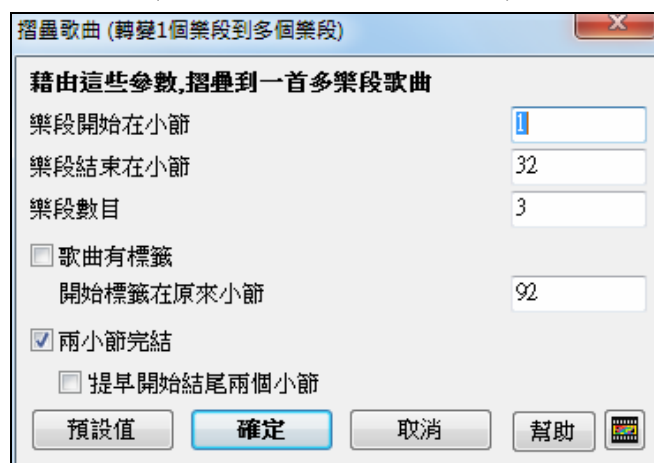 摺疊歌曲 (轉變1個樂段到多個樂段)
藉由這些參數,摺疊到一首多樂段歌曲
樂段開始在小節 1
樂段結束在小節 32
樂段數目 3
歌曲有標籤
開始標籤在原來小節 92
兩小節完結
'提早開始結尾兩個小節
預設值 確定 取消 幫助